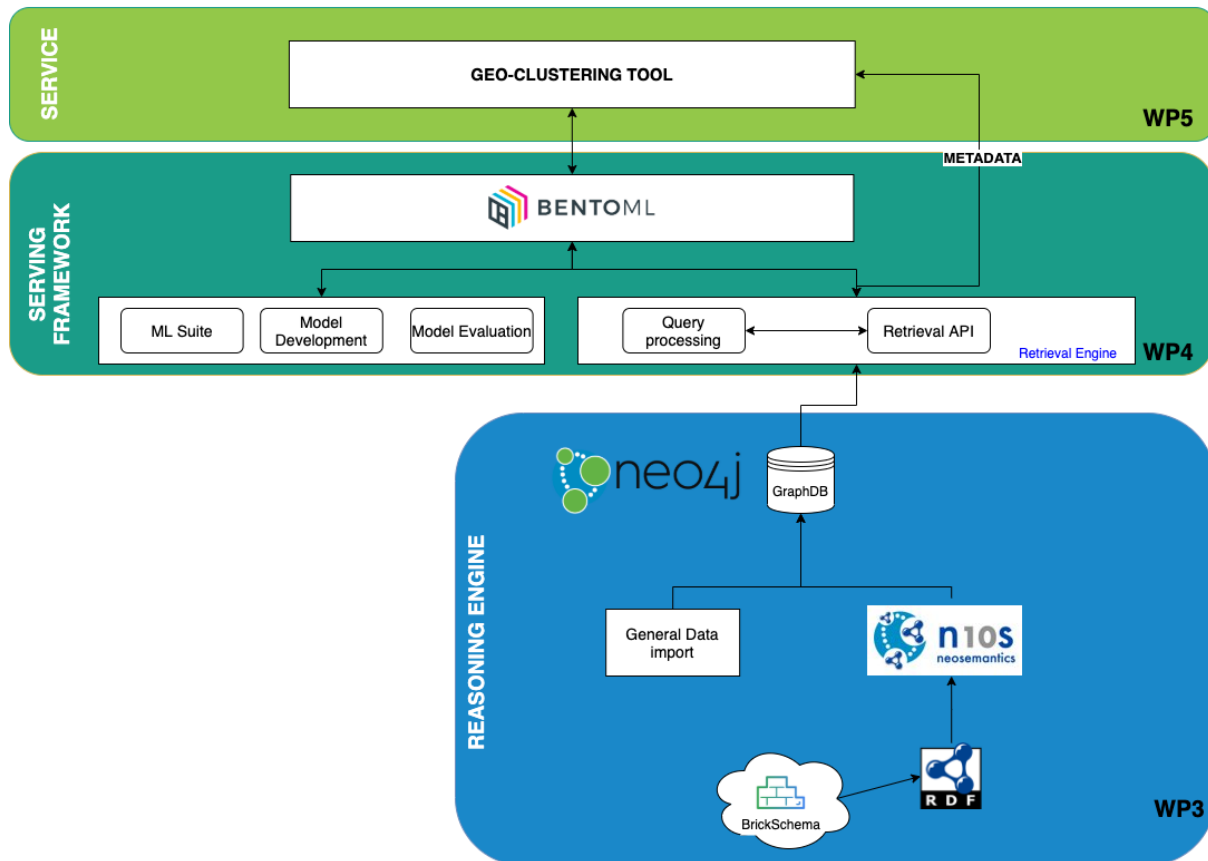 SERVICE
GEO-CLUSTERING TOOL
WP5
METADATA
SERVING
FRAMEWORK
BENTOML
ML Suite
Model
Development
Model Evaluation
Query
processing
Retrieval API
Retrieval Engine
WP4
REASONING ENGINE
neo4j
GraphDB
General Data
import
n10s
neosemantics
BrickSchema
RDF
WP3